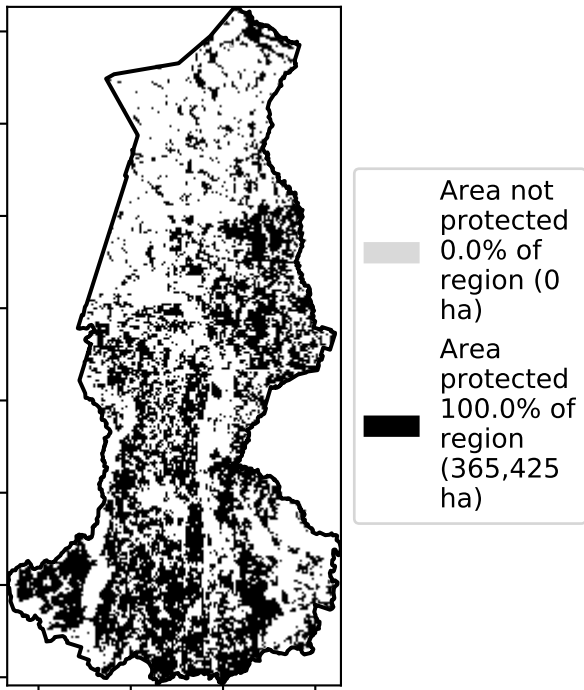 Area not
protected
0.0% of
region (0
ha)
Area
protected
100.0% of
region
(365,425
ha)